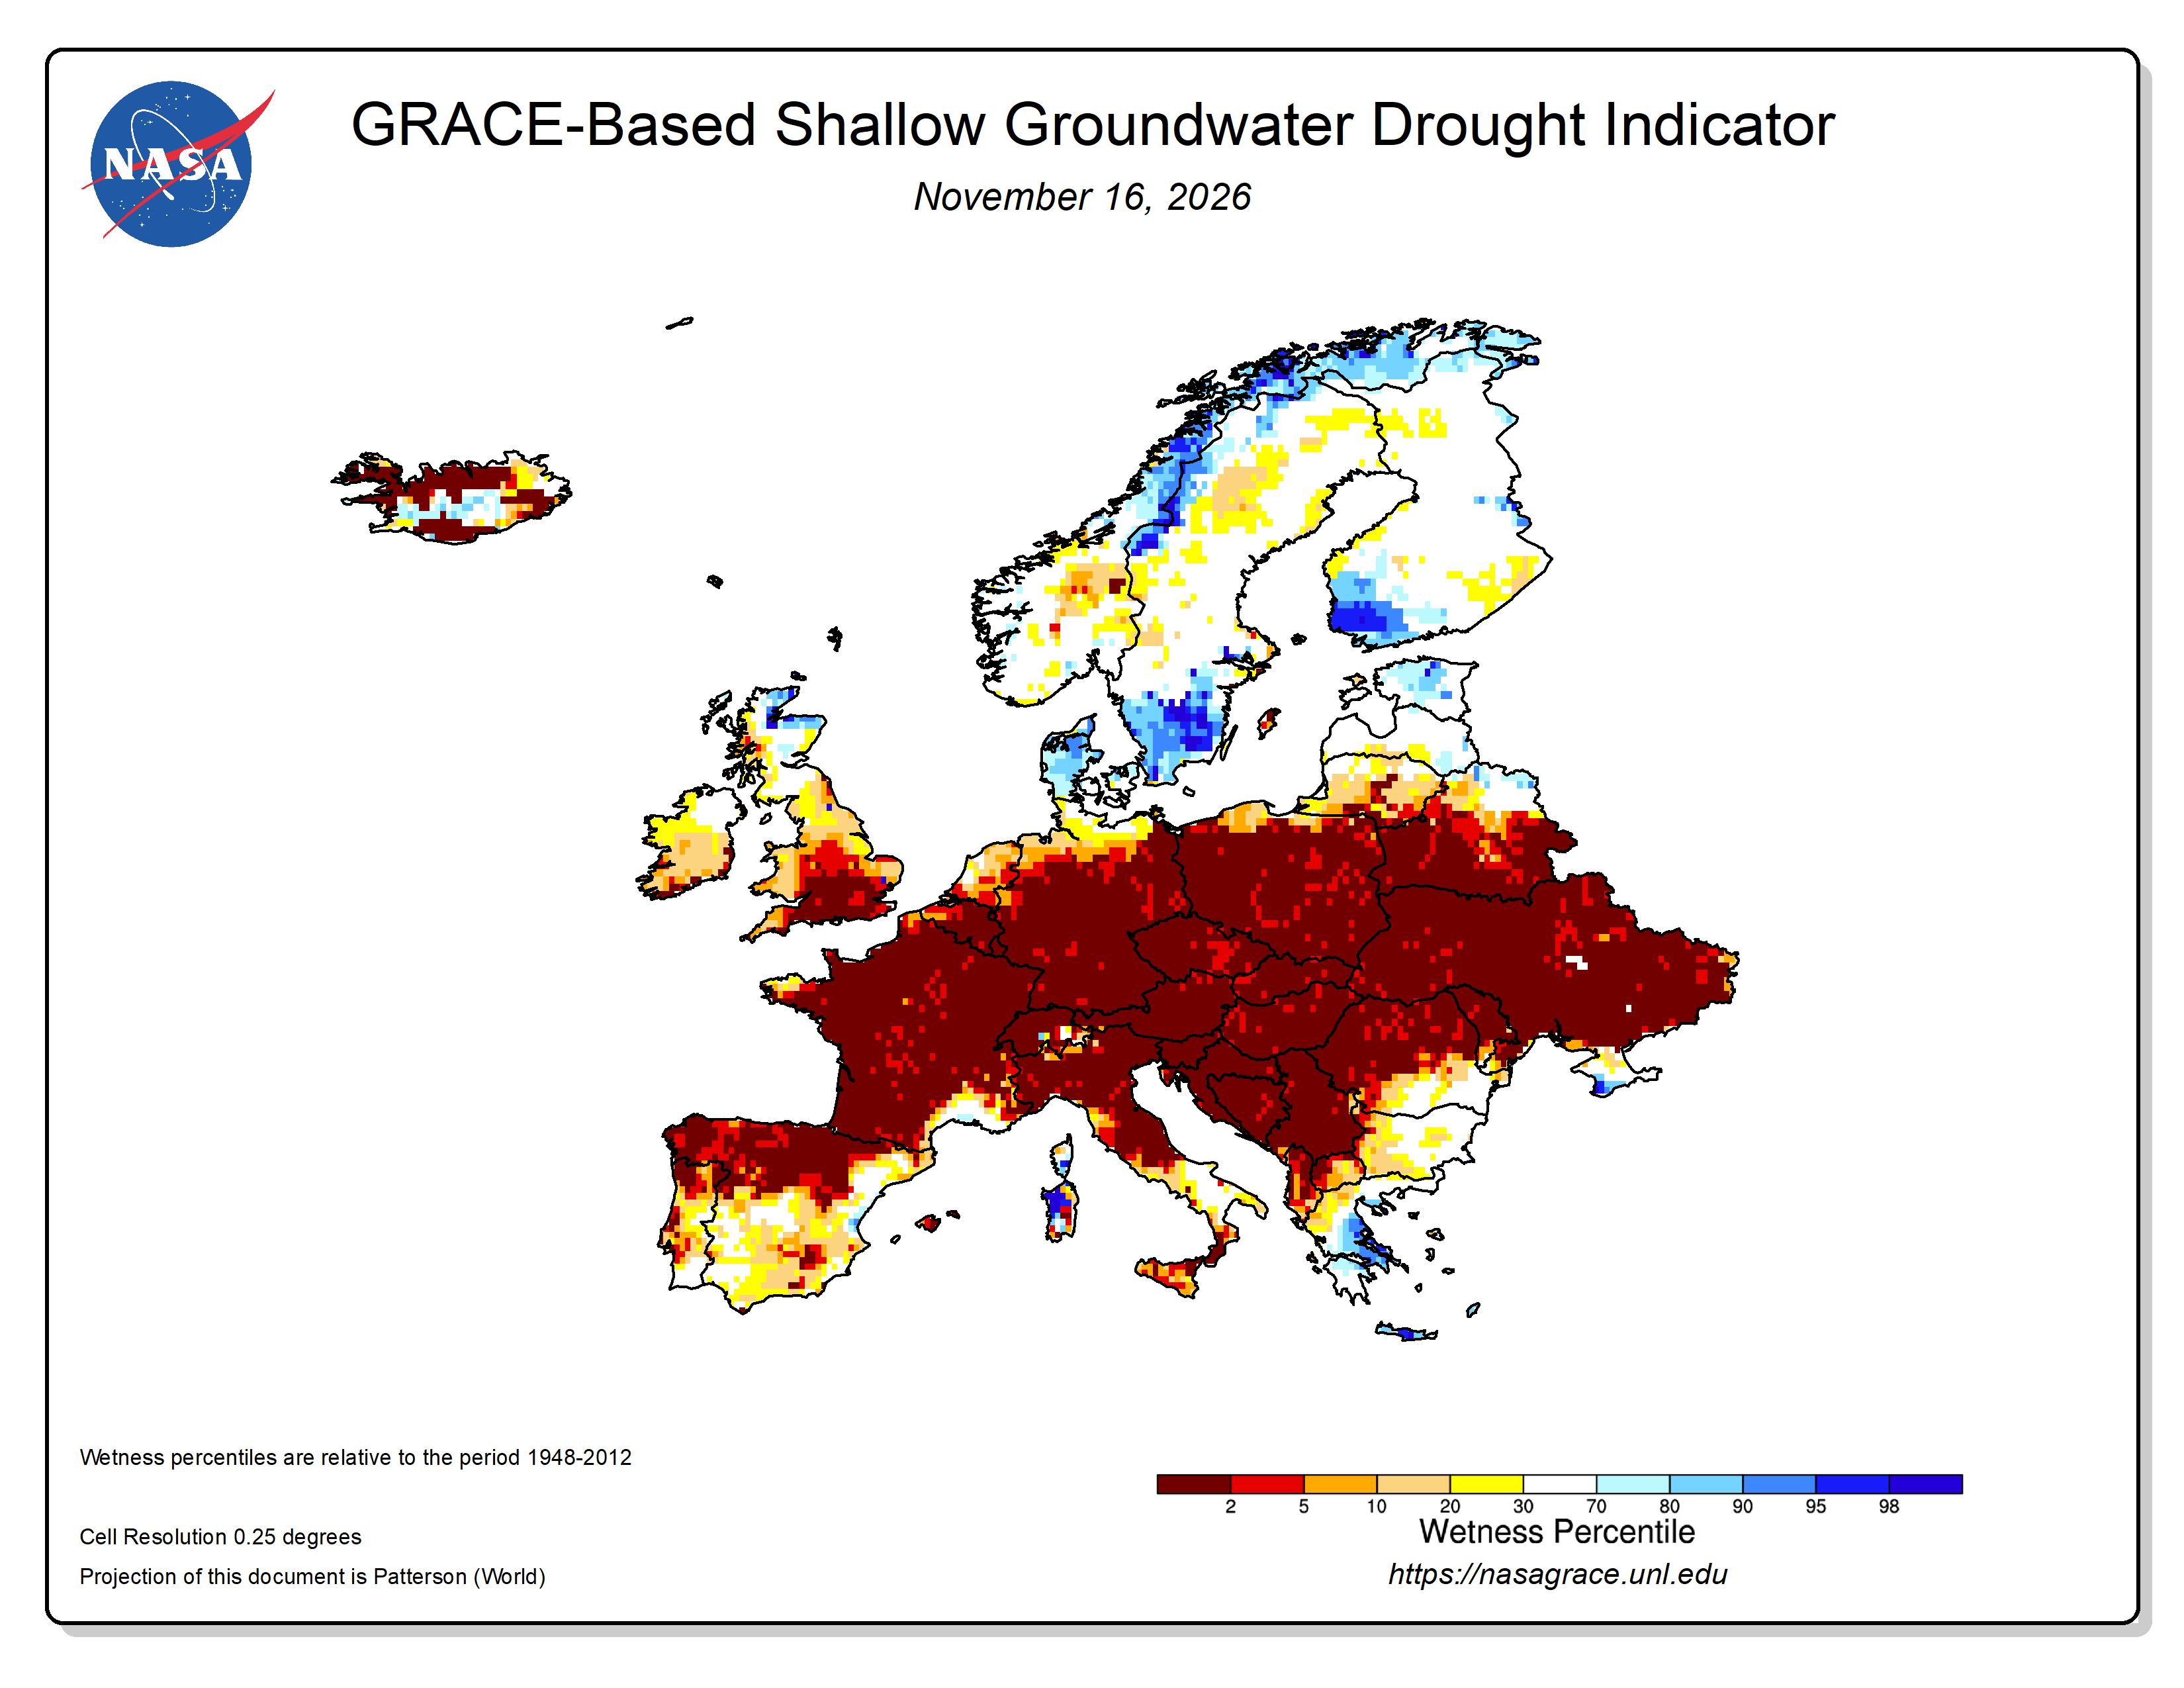 NASA
GRACE-Based Shallow Groundwater Drought Indicator
November 16, 2026
Wetness percentiles are relative to the period 1948-2012
Cell Resolution 0.25 degrees
Projection of this document is Patterson (World)
2 5 10 20 30 70 80 90 95 98
Wetness Percentile
https://nasagrace.unl.edu